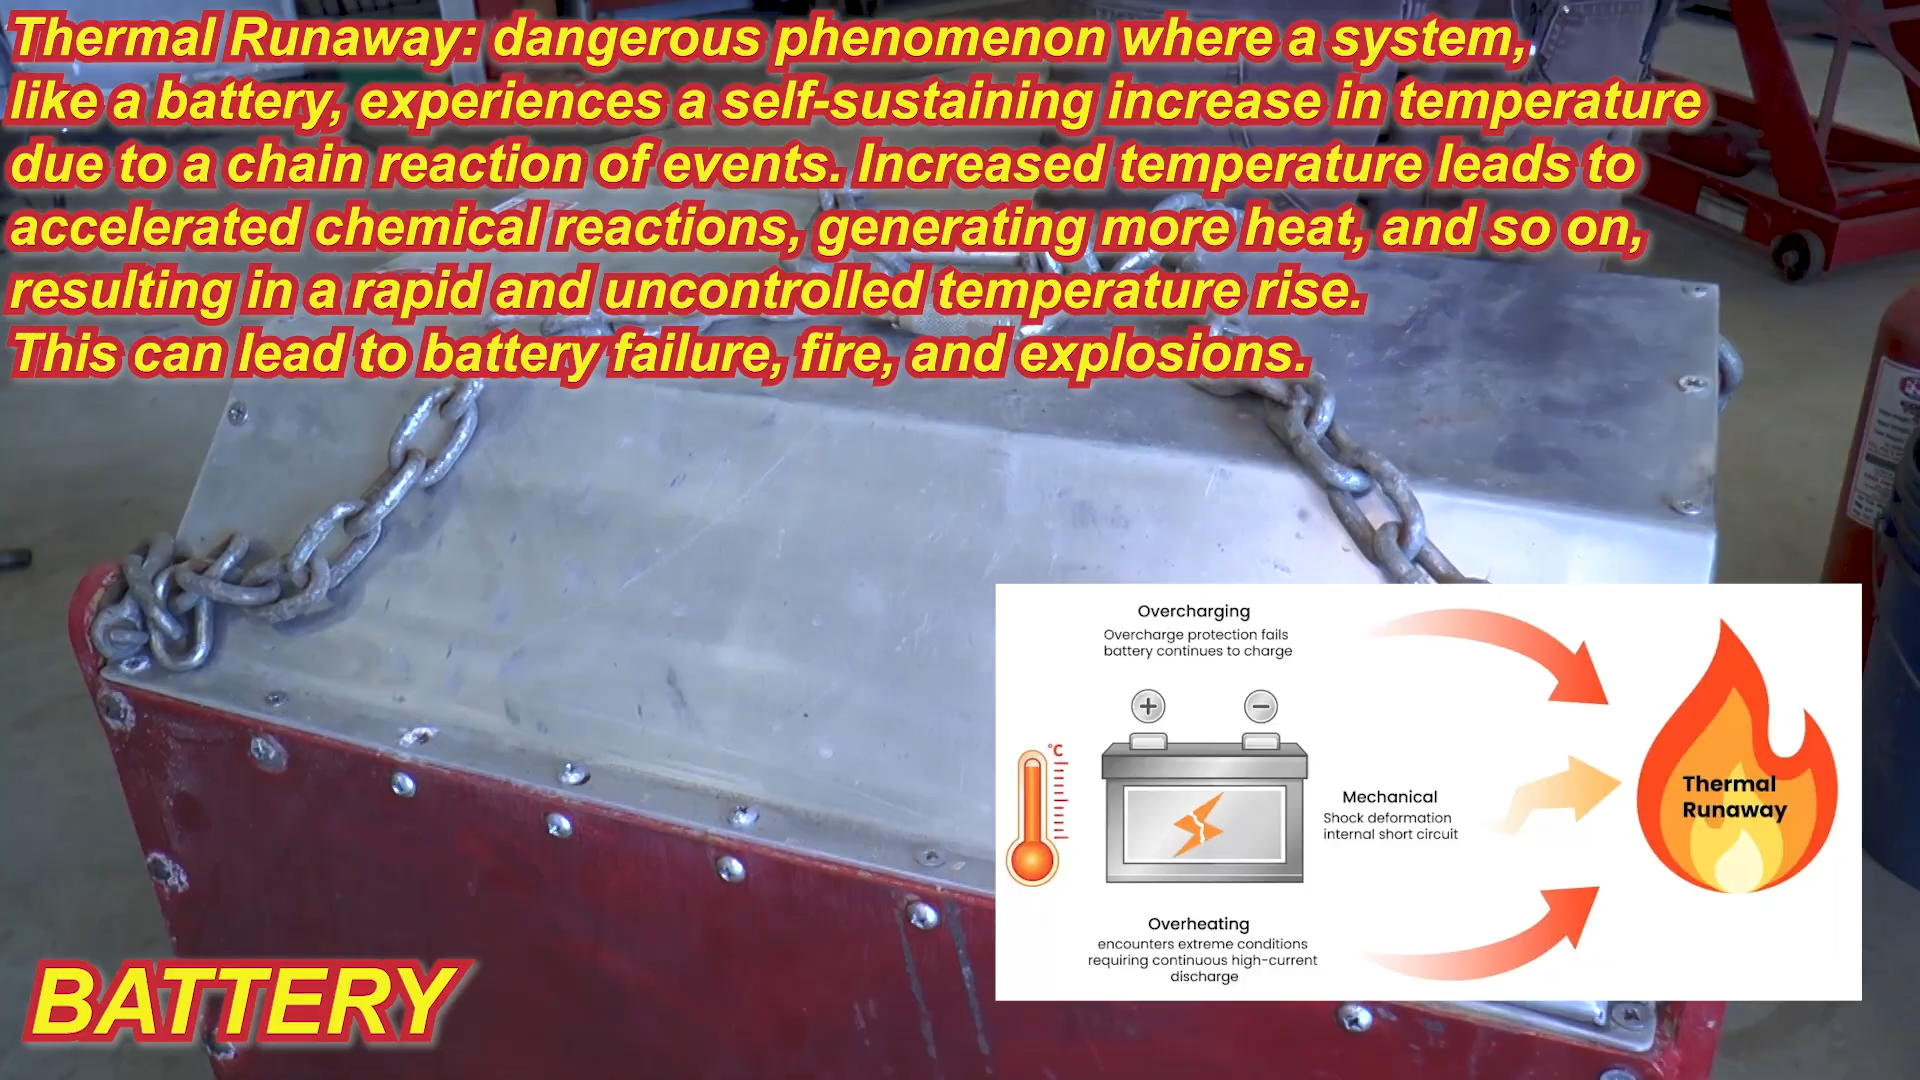 Thermal Runaway: dangerous phenomenon where a system,
like a battery, experiences a self-sustaining increase in temperature
due to a chain reaction of events. Increased temperature leads to
accelerated chemical reactions, generating more heat, and so on,
resulting in a rapid and uncontrolled temperature rise.
This can lead to battery failure, fire, and explosions.
Overcharging
Overcharge protection fails
battery continues to charge
+ −
°C
Mechanical
Shock deformation
internal short circuit
Thermal
Runaway
Overheating
encounters extreme conditions
requiring continuous high-current
discharge
BATTERY